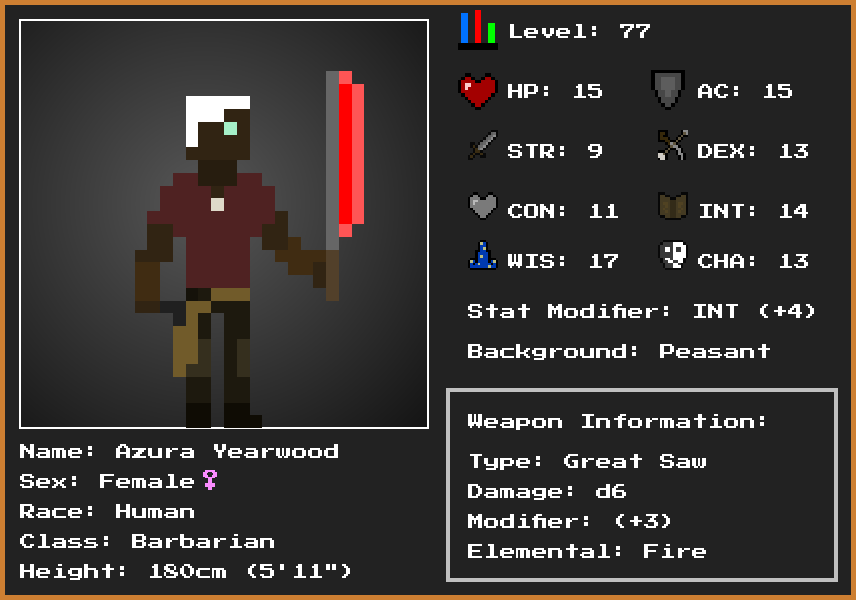 Level: 77
HP: 15 AC: 15
STR: 9 DEX: 13
CON: 11 INT: 14
WIS: 17 CHA: 13
Stat Modifier: INT (+4)
Background: Peasant
Weapon Information:
Type: Great Saw
Damage: d6
Modifier: (+3)
Elemental: Fire
Name: Azura Yearwood
Sex: Female♀
Race: Human
Class: Barbarian
Height: 180cm (5'11")